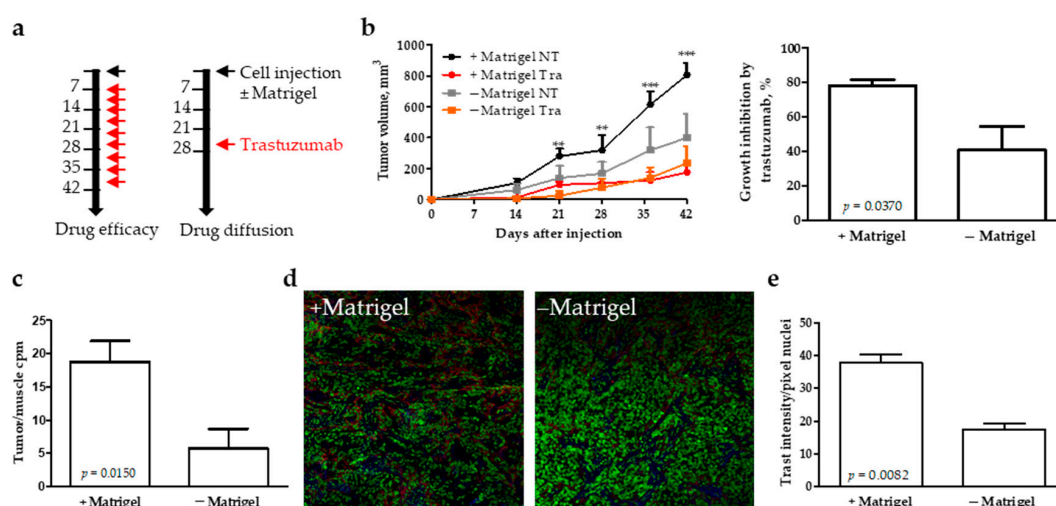 a
7
14
21
28
35
42
Drug efficacy
7
14
21
28
Drug diffusion
Cell injection
± Matrigel
Trastuzumab
b
Tumor volume, mm3
1000
800
600
400
200
0
+ Matrigel NT
+ Matrigel Tra
– Matrigel NT
– Matrigel Tra
**
**
***
***
0 7 14 21 28 35 42
Days after injection
Growth inhibition by
trastuzumab, %
100
80
60
40
20
0
p = 0.0370
+ Matrigel – Matrigel
c
Tumor/muscle cpm
25
20
15
10
5
0
p = 0.0150
+Matrigel – Matrigel
d
+Matrigel
–Matrigel
e
Trast intensity/pixel nuclei
50
40
30
20
10
0
p = 0.0082
+ Matrigel – Matrigel